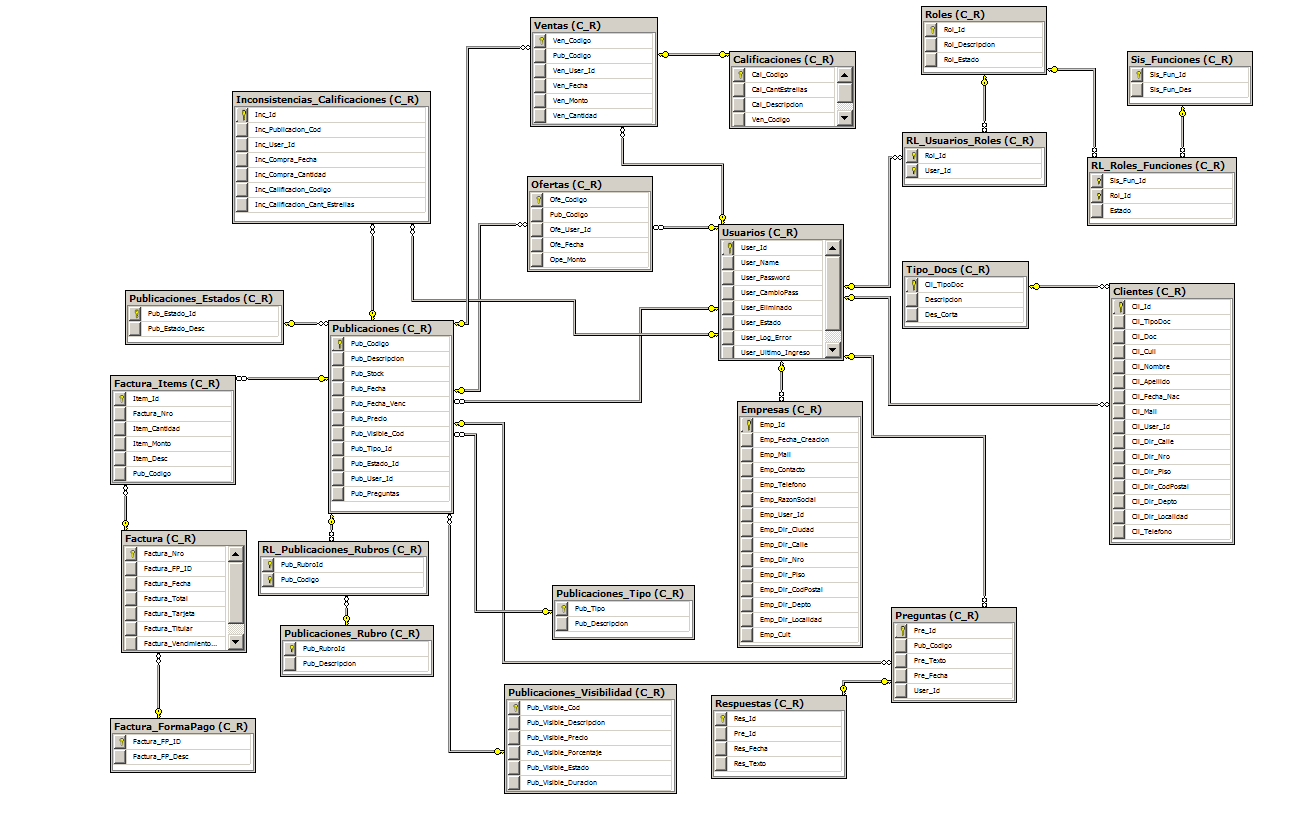 Ventas (C_R)
Ven_Codigo
Pub_Codigo
Ven_User_Id
Ven_Fecha
Ven_Monto
Ven_Cantidad
Calificaciones (C_R)
Cal_Codigo
Cal_CantEstrellas
Cal_Descripcion
Ven_Codigo
Roles (C_R)
Rol_Id
Rol_Descripcion
Rol_Estado
Sis_Funciones (C_R)
Sis_Fun_Id
Sis_Fun_Des
Inconsistencias_Calificaciones (C_R)
Inc_Id
Inc_Publicacion_Cod
Inc_User_Id
Inc_Compra_Fecha
Inc_Compra_Cantidad
Inc_Calificacion_Codigo
Inc_Calificacion_Cant_Estrellas
RL_Usuarios_Roles (C_R)
Rol_Id
User_Id
RL_Roles_Funciones (C_R)
Sis_Fun_Id
Rol_Id
Estado
Ofertas (C_R)
Ofe_Codigo
Pub_Codigo
Ofe_User_Id
Ofe_Fecha
Ope_Monto
Usuarios (C_R)
User_Id
User_Name
User_Password
User_CambioPass
User_Eliminado
User_Estado
User_Log_Error
User_Ultimo_Ingreso
Tipo_Docs (C_R)
Cli_TipoDoc
Descripcion
Des_Corta
Clientes (C_R)
Cli_Id
Cli_TipoDoc
Cli_Doc
Cli_Cuil
Cli_Nombre
Cli_Apellido
Cli_Fecha_Nac
Cli_Mail
Cli_User_Id
Cli_Dir_Calle
Cli_Dir_Nro
Cli_Dir_Piso
Cli_Dir_CodPostal
Cli_Dir_Depto
Cli_Dir_Localidad
Cli_Telefono
Publicaciones_Estados (C_R)
Pub_Estado_Id
Pub_Estado_Desc
Publicaciones (C_R)
Pub_Codigo
Pub_Descripcion
Pub_Stock
Pub_Fecha
Pub_Fecha_Venc
Pub_Precio
Pub_Visible_Cod
Pub_Tipo_Id
Pub_Estado_Id
Pub_User_Id
Pub_Preguntas
Factura_Items (C_R)
Item_Id
Factura_Nro
Item_Cantidad
Item_Monto
Item_Desc
Pub_Codigo
Empresas (C_R)
Emp_Id
Emp_Fecha_Creacion
Emp_Mail
Emp_Contacto
Emp_Telefono
Emp_RazonSocial
Emp_User_Id
Emp_Dir_Ciudad
Emp_Dir_Calle
Emp_Dir_Nro
Emp_Dir_Piso
Emp_Dir_CodPostal
Emp_Dir_Depto
Emp_Dir_Localidad
Emp_Cuit
Factura (C_R)
Factura_Nro
Factura_FP_ID
Factura_Fecha
Factura_Total
Factura_Tarjeta
Factura_Titular
Factura_Vencimiento...
RL_Publicaciones_Rubros (C_R)
Pub_RubroId
Pub_Codigo
Publicaciones_Tipo (C_R)
Pub_Tipo
Pub_Descripcion
Preguntas (C_R)
Pre_Id
Pub_Codigo
Pre_Texto
Pre_Fecha
User_Id
Publicaciones_Rubro (C_R)
Pub_RubroId
Pub_Descripcion
Publicaciones_Visibilidad (C_R)
Pub_Visible_Cod
Pub_Visible_Descripcion
Pub_Visible_Precio
Pub_Visible_Porcentaje
Pub_Visible_Estado
Pub_Visible_Duracion
Respuestas (C_R)
Res_Id
Pre_Id
Res_Fecha
Res_Texto
Factura_FormaPago (C_R)
Factura_FP_ID
Factura_FP_Desc